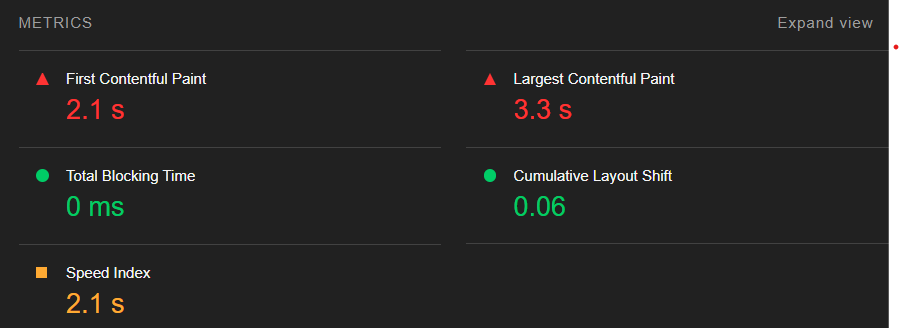 METRICS
Expand view
First Contentful Paint
2.1 s
Largest Contentful Paint
3.3 s
Total Blocking Time
0 ms
Cumulative Layout Shift
0.06
Speed Index
2.1 s